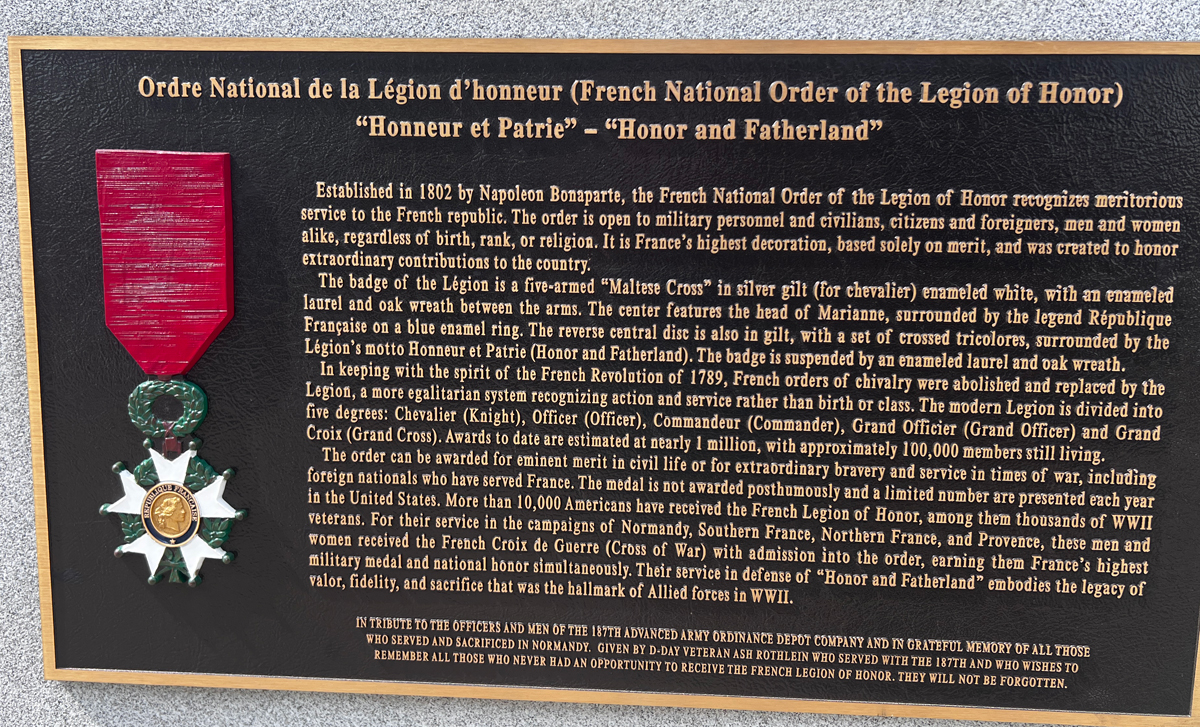 Ordre National de la Légion d'honneur (French National Order of the Legion of Honor)
"Honneur et Patrie" – "Honor and Fatherland"
Established in 1802 by Napoleon Bonaparte, the French National Order of the Legion of Honor recognizes meritorious
service to the French republic. The order is open to military personnel and civilians, citizens and foreigners, men and women
alike, regardless of birth, rank, or religion. It is France's highest decoration, based solely on merit, and was created to honor
extraordinary contributions to the country.
The badge of the Légion is a five-armed "Maltese Cross" in silver gilt (for chevalier) enameled white, with an enameled
laurel and oak wreath between the arms. The center features the head of Marianne, surrounded by the legend République
Française on a blue enamel ring. The reverse central disc is also in gilt, with a set of crossed tricolores, surrounded by the
Légion's motto Honneur et Patrie (Honor and Fatherland). The badge is suspended by an enameled laurel and oak wreath.
In keeping with the spirit of the French Revolution of 1789, French orders of chivalry were abolished and replaced by the
Legion, a more egalitarian system recognizing action and service rather than birth or class. The modern Legion is divided into
five degrees: Chevalier (Knight), Officer (Officer), Commandeur (Commander), Grand Officier (Grand Officer) and Grand
Croix (Grand Cross). Awards to date are estimated at nearly 1 million, with approximately 100,000 members still living.
The order can be awarded for eminent merit in civil life or for extraordinary bravery and service in times of war, including
foreign nationals who have served France. The medal is not awarded posthumously and a limited number are presented each year
in the United States. More than 10,000 Americans have received the French Legion of Honor, among them thousands of WWII
veterans. For their service in the campaigns of Normandy, Southern France, Northern France, and Provence, these men and
women received the French Croix de Guerre (Cross of War) with admission into the order, earning them France's highest
military medal and national honor simultaneously. Their service in defense of "Honor and Fatherland" embodies the legacy of
valor, fidelity, and sacrifice that was the hallmark of Allied forces in WWII.
REPUBLIQUE FRANÇAISE
IN TRIBUTE TO THE OFFICERS AND MEN OF THE 187TH ADVANCED ARMY ORDINANCE DEPOT COMPANY AND IN GRATEFUL MEMORY OF ALL THOSE
WHO SERVED AND SACRIFICED IN NORMANDY. GIVEN BY D-DAY VETERAN ASH ROTHLEIN WHO SERVED WITH THE 187TH AND WHO WISHES TO
REMEMBER ALL THOSE WHO NEVER HAD AN OPPORTUNITY TO RECEIVE THE FRENCH LEGION OF HONOR. THEY WILL NOT BE FORGOTTEN.